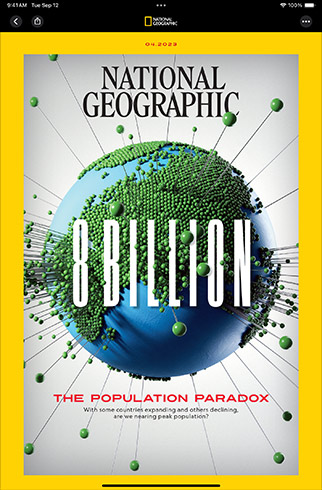 9:41 AM Tue Sep 12
100%
NATIONAL
GEOGRAPHIC
04.2023
NATIONAL
GEOGRAPHIC
8 BILLION
THE POPULATION PARADOX
With some countries expanding and others declining,
are we nearing peak population?